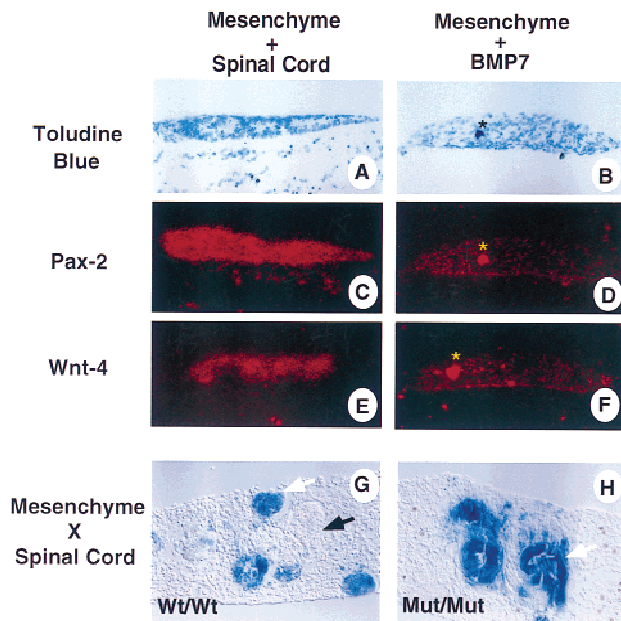 Mesenchyme
+
Spinal Cord
Mesenchyme
+
BMP7
Toludine
Blue
A
B
Pax-2
*
C
*
D
Wnt-4
E
*
F
Mesenchyme
X
Spinal Cord
G
Wt/Wt
H
Mut/Mut